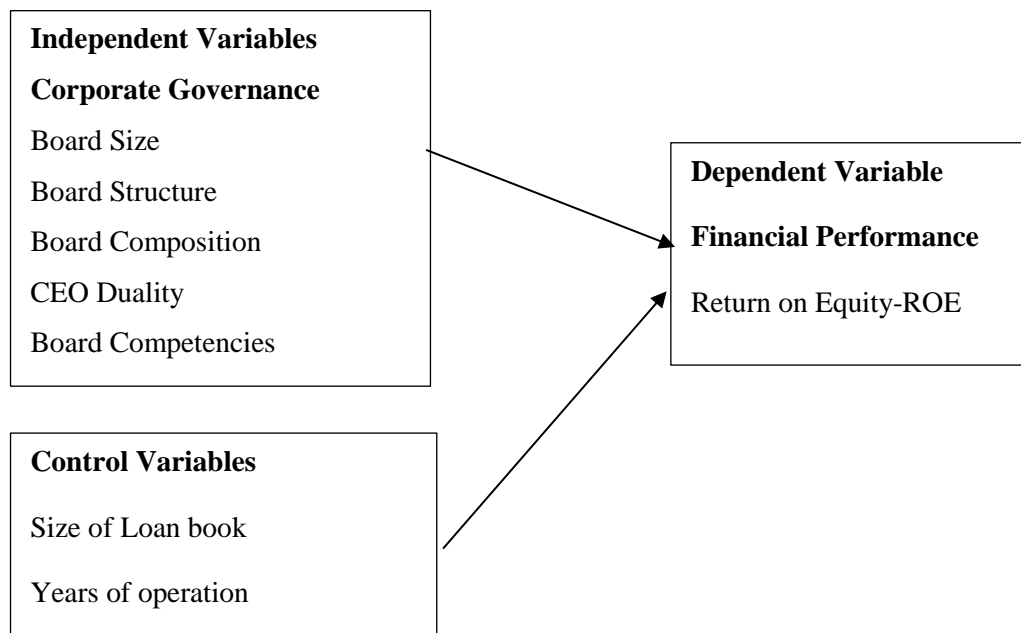 Independent Variables
Corporate Governance
Board Size
Board Structure
Board Composition
CEO Duality
Board Competencies
Dependent Variable
Financial Performance
Return on Equity-ROE
Control Variables
Size of Loan book
Years of operation